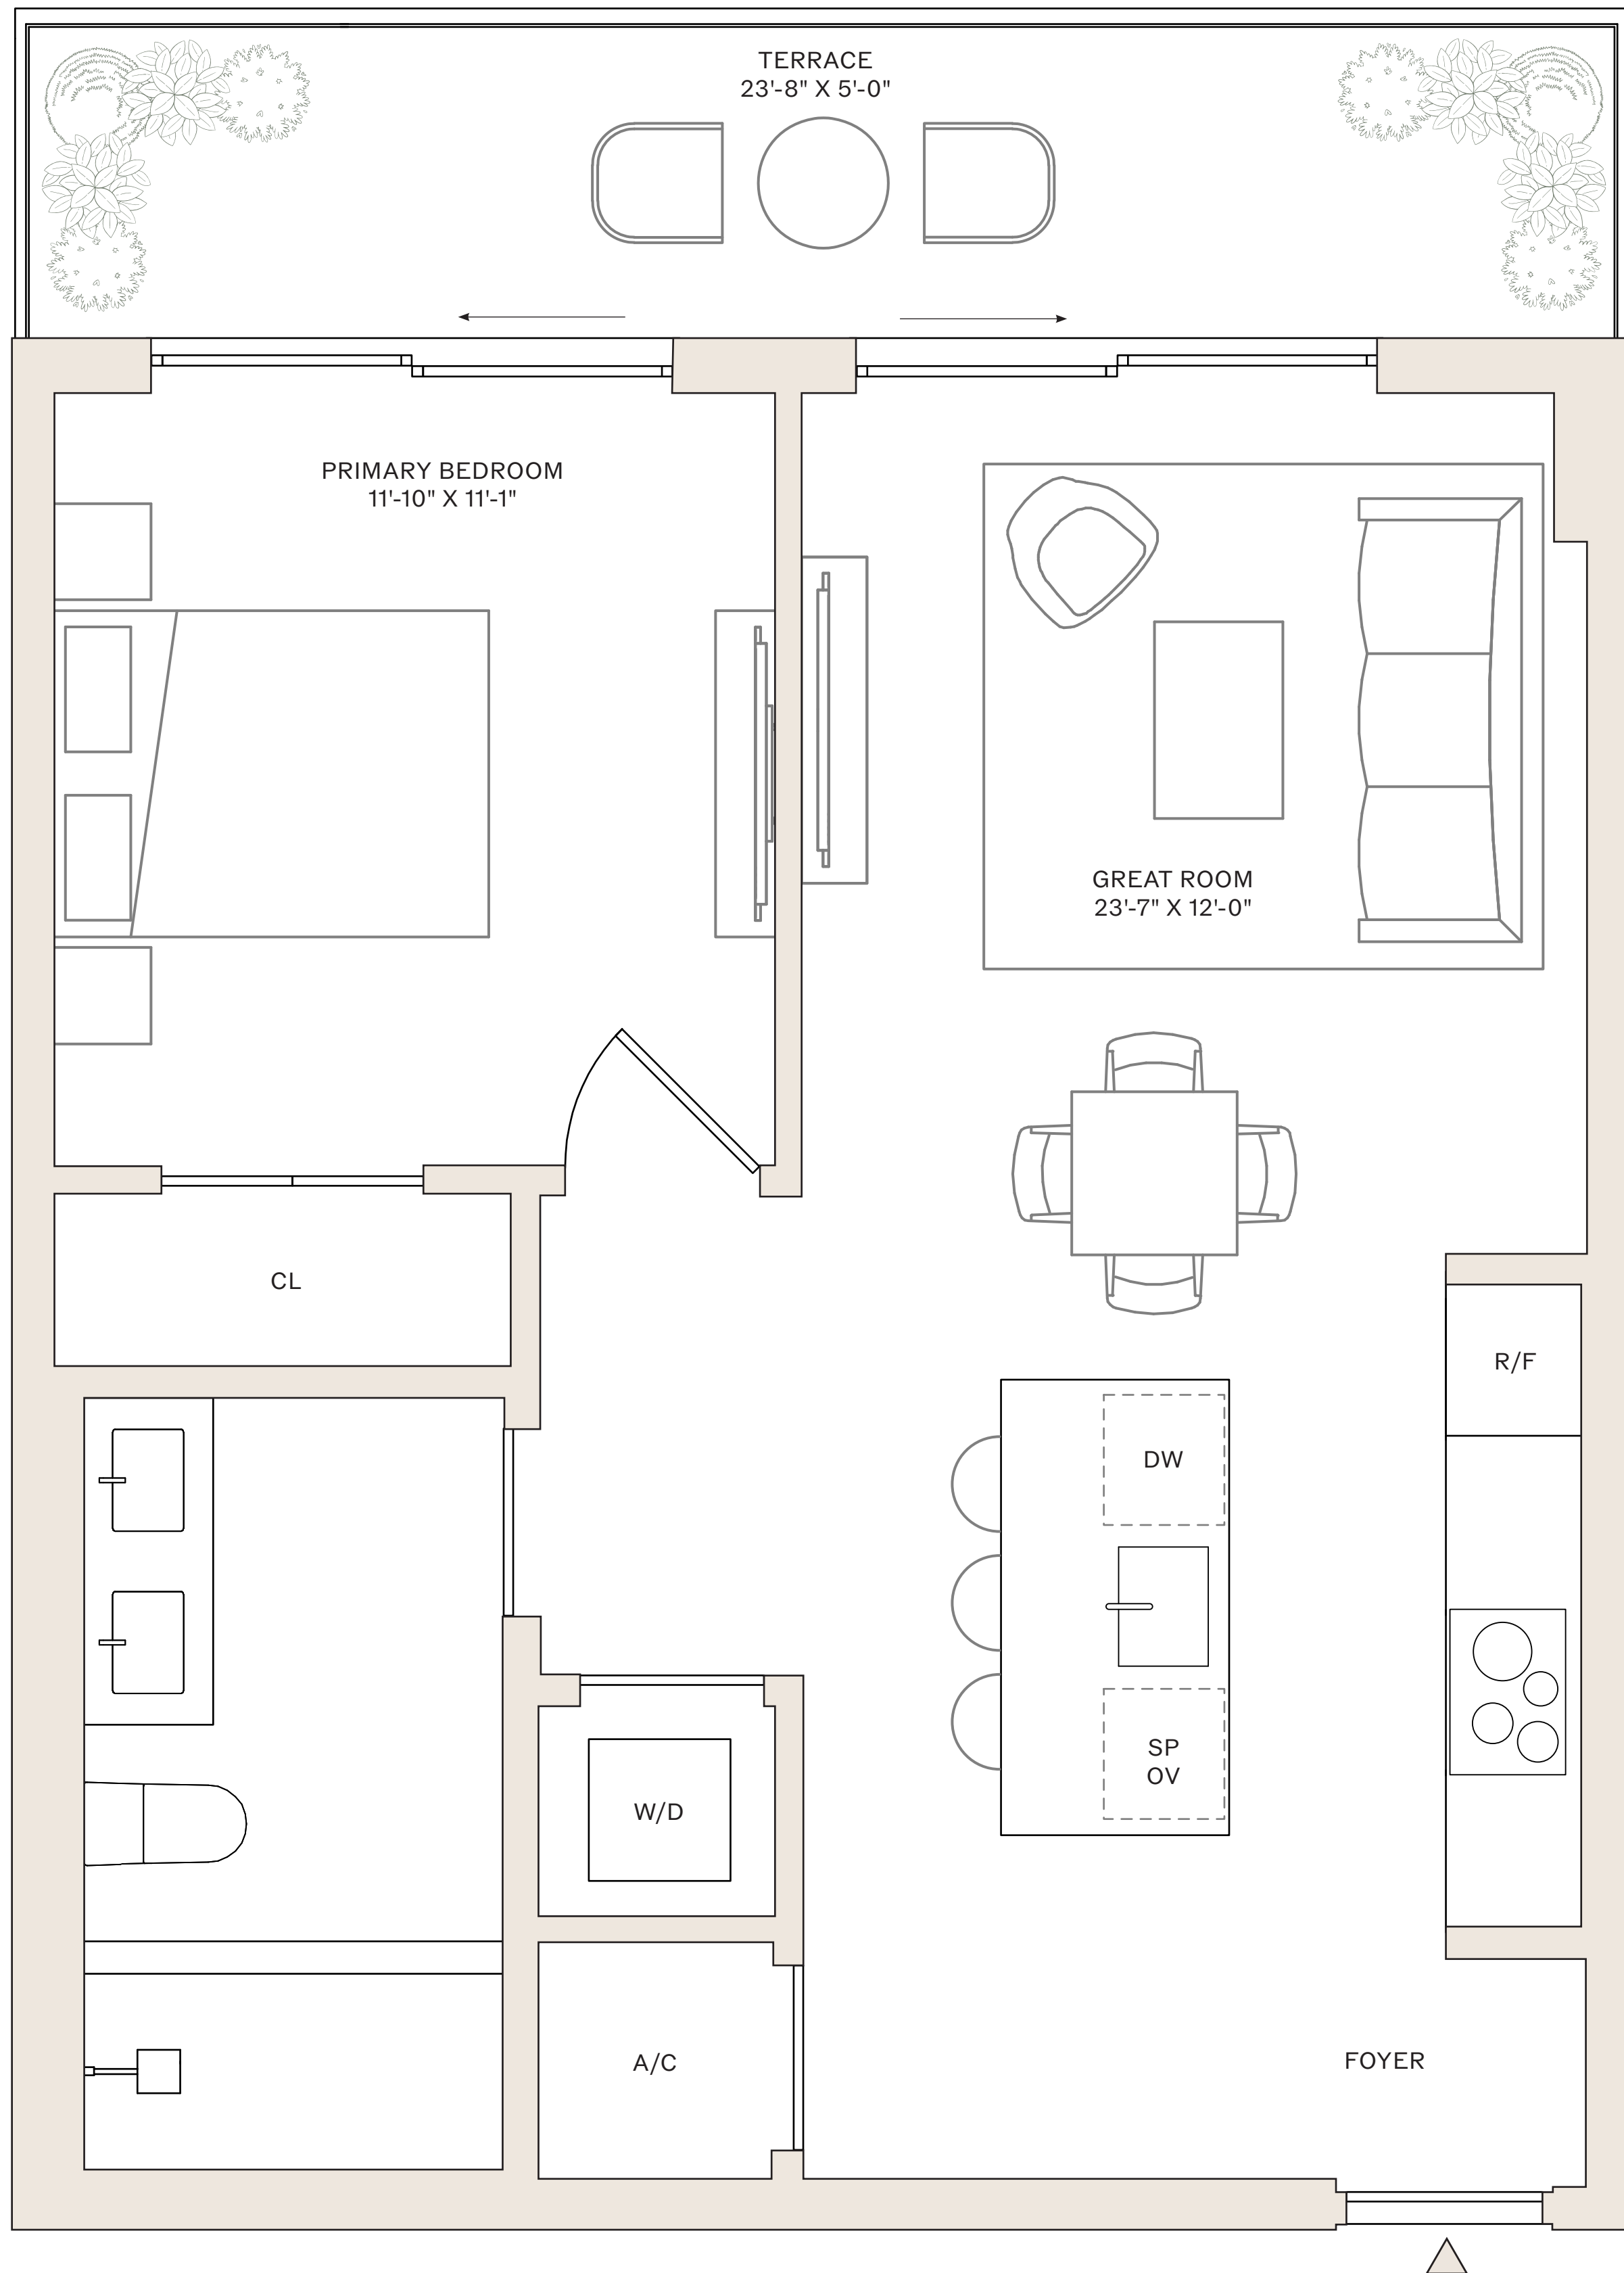 TERRACE
23'-8" X 5'-0"
PRIMARY BEDROOM
11'-10" X 11'-1"
GREAT ROOM
23'-7" X 12'-0"
CL
R/F
DW
SP
OV
W/D
A/C
FOYER